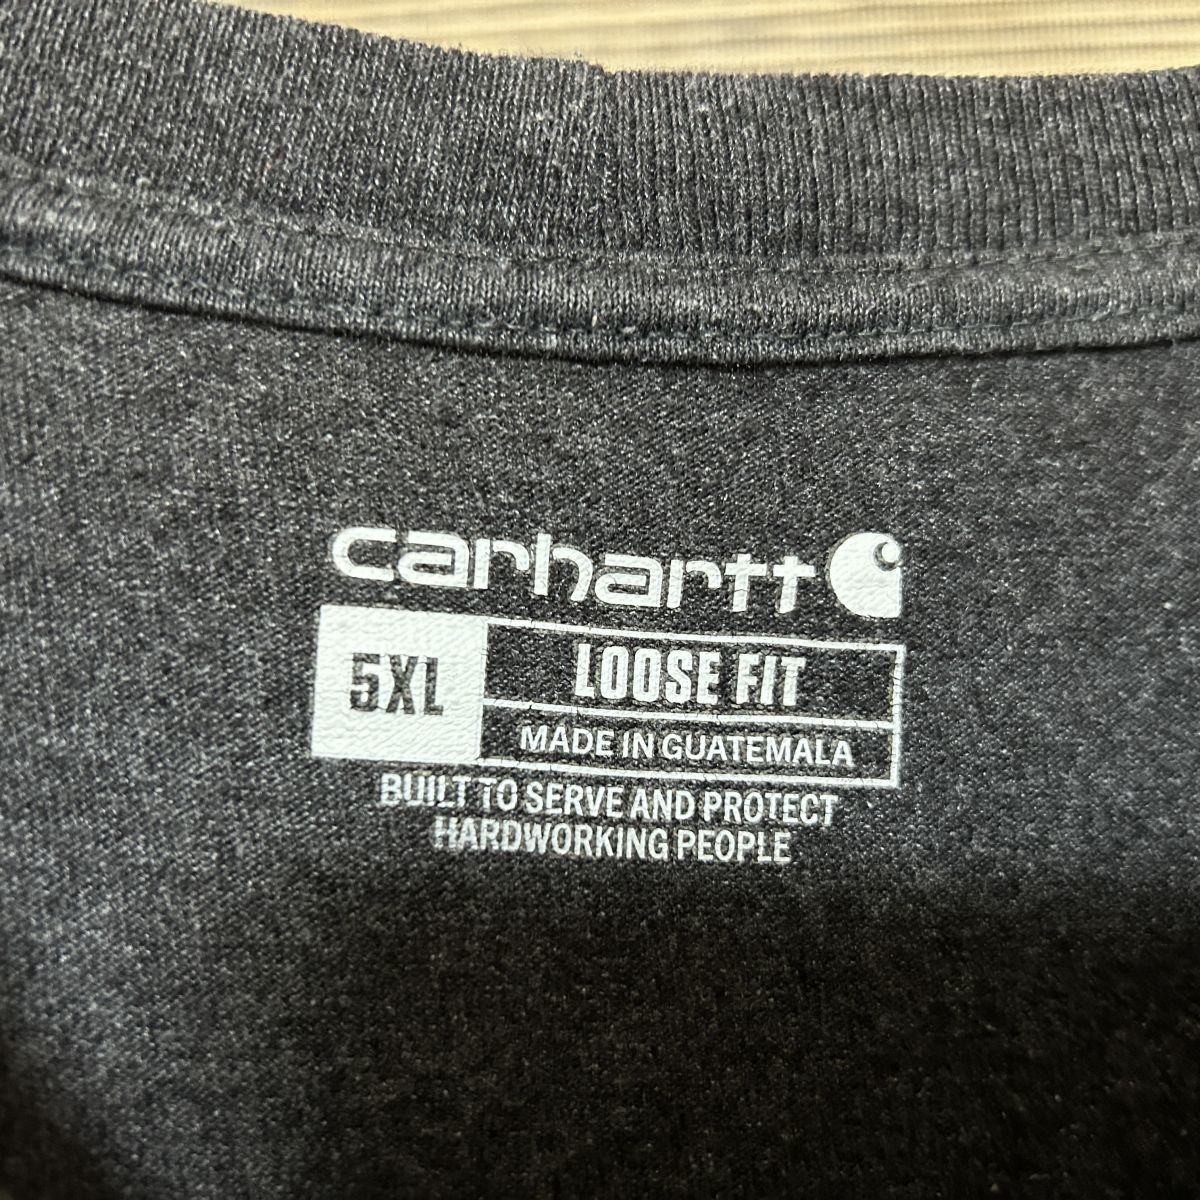 carhartt
5XL
LOOSE FIT
MADE IN GUATEMALA
BUILT TO SERVE AND PROTECT
HARDWORKING PEOPLE